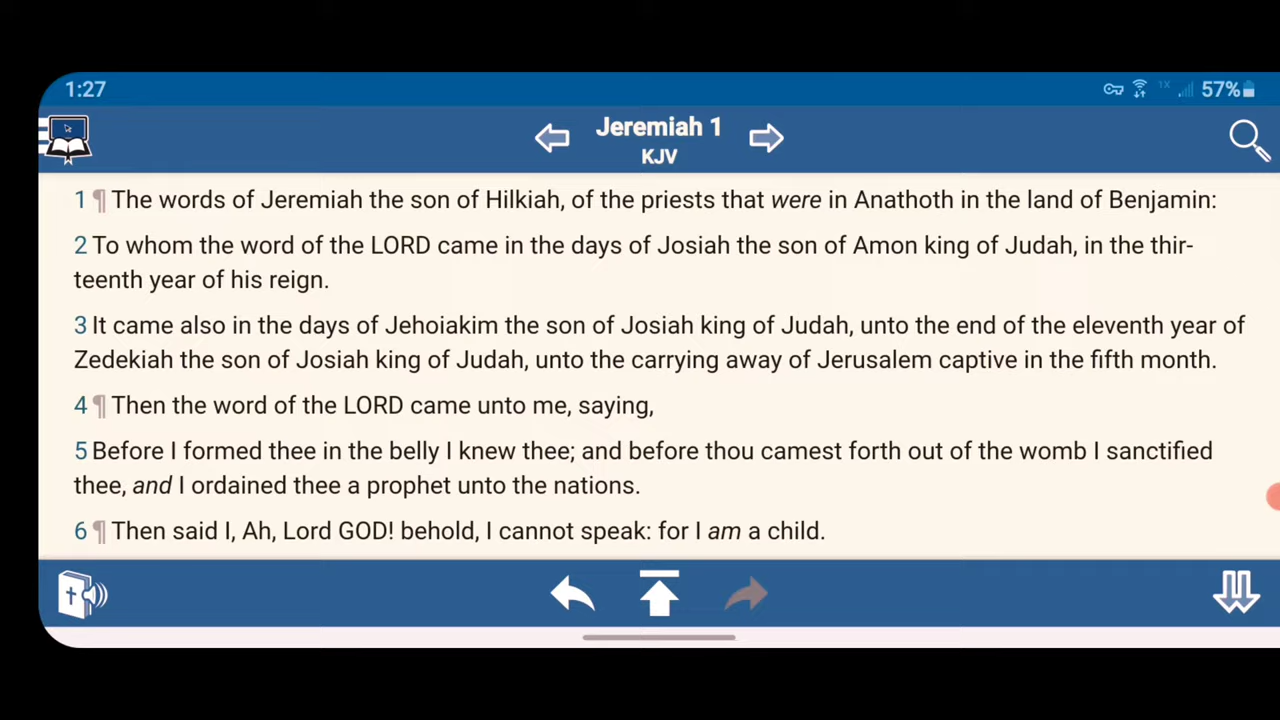 1:27
1X
57%
Jeremiah 1
KJV
1 ¶ The words of Jeremiah the son of Hilkiah, of the priests that were in Anathoth in the land of Benjamin:
2 To whom the word of the LORD came in the days of Josiah the son of Amon king of Judah, in the thir-
teenth year of his reign.
3 It came also in the days of Jehoiakim the son of Josiah king of Judah, unto the end of the eleventh year of
Zedekiah the son of Josiah king of Judah, unto the carrying away of Jerusalem captive in the fifth month.
4 ¶ Then the word of the LORD came unto me, saying,
5 Before I formed thee in the belly I knew thee; and before thou camest forth out of the womb I sanctified
thee, and I ordained thee a prophet unto the nations.
6 ¶ Then said I, Ah, Lord GOD! behold, I cannot speak: for I am a child.